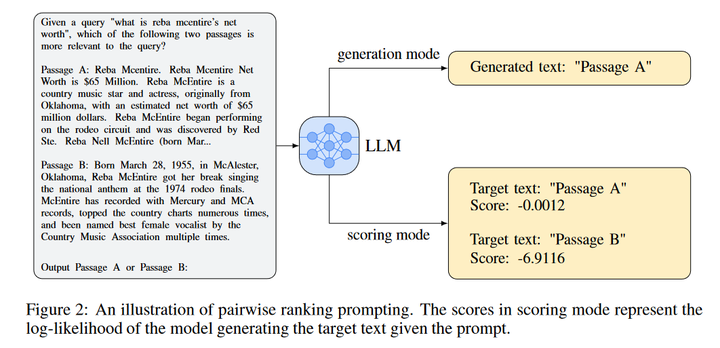 Given a query "what is reba mcentire's net
worth", which of the following two passages is
more relevant to the query?
Passage A: Reba Mcentire. Reba Mcentire Net
Worth is $65 Million. Reba McEntire is a
country music star and actress, originally from
Oklahoma, with an estimated net worth of $65
million dollars. Reba McEntire began performing
on the rodeo circuit and was discovered by Red
Ste. Reba Nell McEntire (born Mar...
Passage B: Born March 28, 1955, in McAlester,
Oklahoma, Reba McEntire got her break singing
the national anthem at the 1974 rodeo finals.
McEntire has recorded with Mercury and MCA
records, topped the country charts numerous times,
and been named best female vocalist by the
Country Music Association multiple times.
Output Passage A or Passage B:
LLM
generation mode
Generated text: "Passage A"
scoring mode
Target text: "Passage A"
Score: -0.0012
Target text: "Passage B"
Score: -6.9116
Figure 2: An illustration of pairwise ranking prompting. The scores in scoring mode represent the
log-likelihood of the model generating the target text given the prompt.